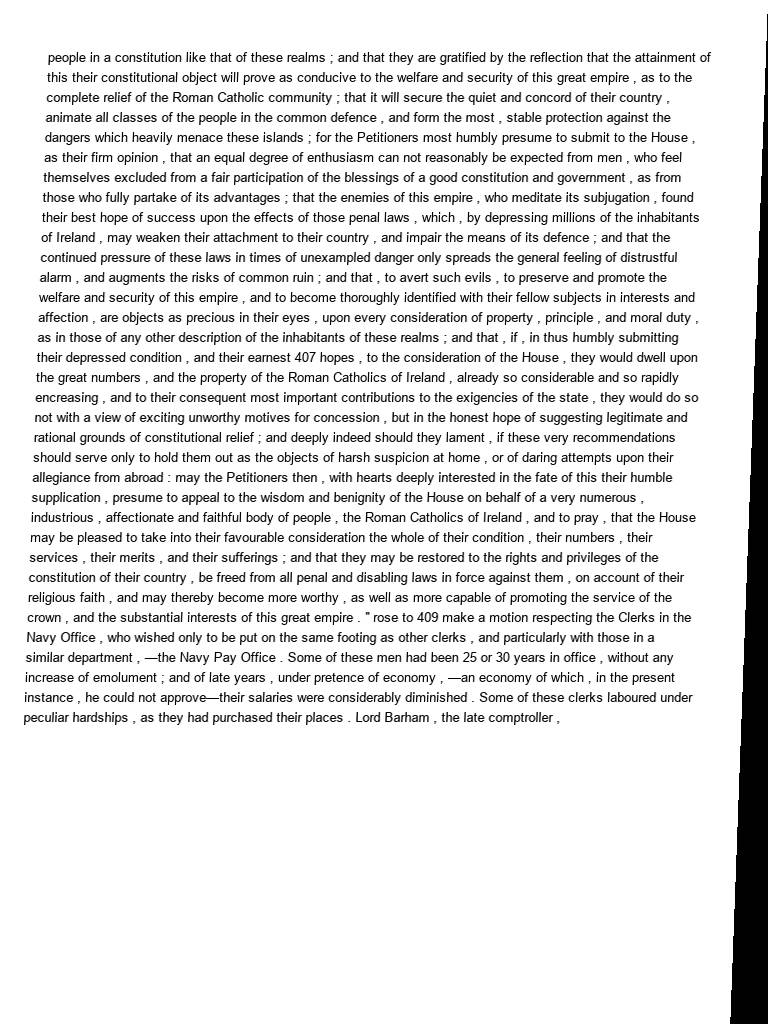 people in a constitution like that of these realms ; and that they are gratified by the reflection that the attainment of
this their constitutional object will prove as conducive to the welfare and security of this great empire , as to the
complete relief of the Roman Catholic community ; that it will secure the quiet and concord of their country ,
animate all classes of the people in the common defence , and form the most , stable protection against the
dangers which heavily menace these islands ; for the Petitioners most humbly presume to submit to the House ,
as their firm opinion , that an equal degree of enthusiasm can not reasonably be expected from men , who feel
themselves excluded from a fair participation of the blessings of a good constitution and government , as from
those who fully partake of its advantages ; that the enemies of this empire , who meditate its subjugation , found
their best hope of success upon the effects of those penal laws , which , by depressing millions of the inhabitants
of Ireland , may weaken their attachment to their country , and impair the means of its defence ; and that the
continued pressure of these laws in times of unexampled danger only spreads the general feeling of distrustful
alarm , and augments the risks of common ruin ; and that , to avert such evils , to preserve and promote the
welfare and security of this empire , and to become thoroughly identified with their fellow subjects in interests and
affection , are objects as precious in their eyes , upon every consideration of property , principle , and moral duty ,
as in those of any other description of the inhabitants of these realms ; and that , if , in thus humbly submitting
their depressed condition , and their earnest 407 hopes , to the consideration of the House , they would dwell upon
the great numbers , and the property of the Roman Catholics of Ireland , already so considerable and so rapidly
encreasing , and to their consequent most important contributions to the exigencies of the state , they would do so
not with a view of exciting unworthy motives for concession , but in the honest hope of suggesting legitimate and
rational grounds of constitutional relief ; and deeply indeed should they lament , if these very recommendations
should serve only to hold them out as the objects of harsh suspicion at home , or of daring attempts upon their
allegiance from abroad : may the Petitioners then , with hearts deeply interested in the fate of this their humble
supplication , presume to appeal to the wisdom and benignity of the House on behalf of a very numerous ,
industrious , affectionate and faithful body of people , the Roman Catholics of Ireland , and to pray , that the House
may be pleased to take into their favourable consideration the whole of their condition , their numbers , their
services , their merits , and their sufferings ; and that they may be restored to the rights and privileges of the
constitution of their country , be freed from all penal and disabling laws in force against them , on account of their
religious faith , and may thereby become more worthy , as well as more capable of promoting the service of the
crown , and the substantial interests of this great empire . " rose to 409 make a motion respecting the Clerks in the
Navy Office , who wished only to be put on the same footing as other clerks , and particularly with those in a
similar department , —the Navy Pay Office . Some of these men had been 25 or 30 years in office , without any
increase of emolument ; and of late years , under pretence of economy , —an economy of which , in the present
instance , he could not approve—their salaries were considerably diminished . Some of these clerks laboured under
peculiar hardships , as they had purchased their places . Lord Barham , the late comptroller ,